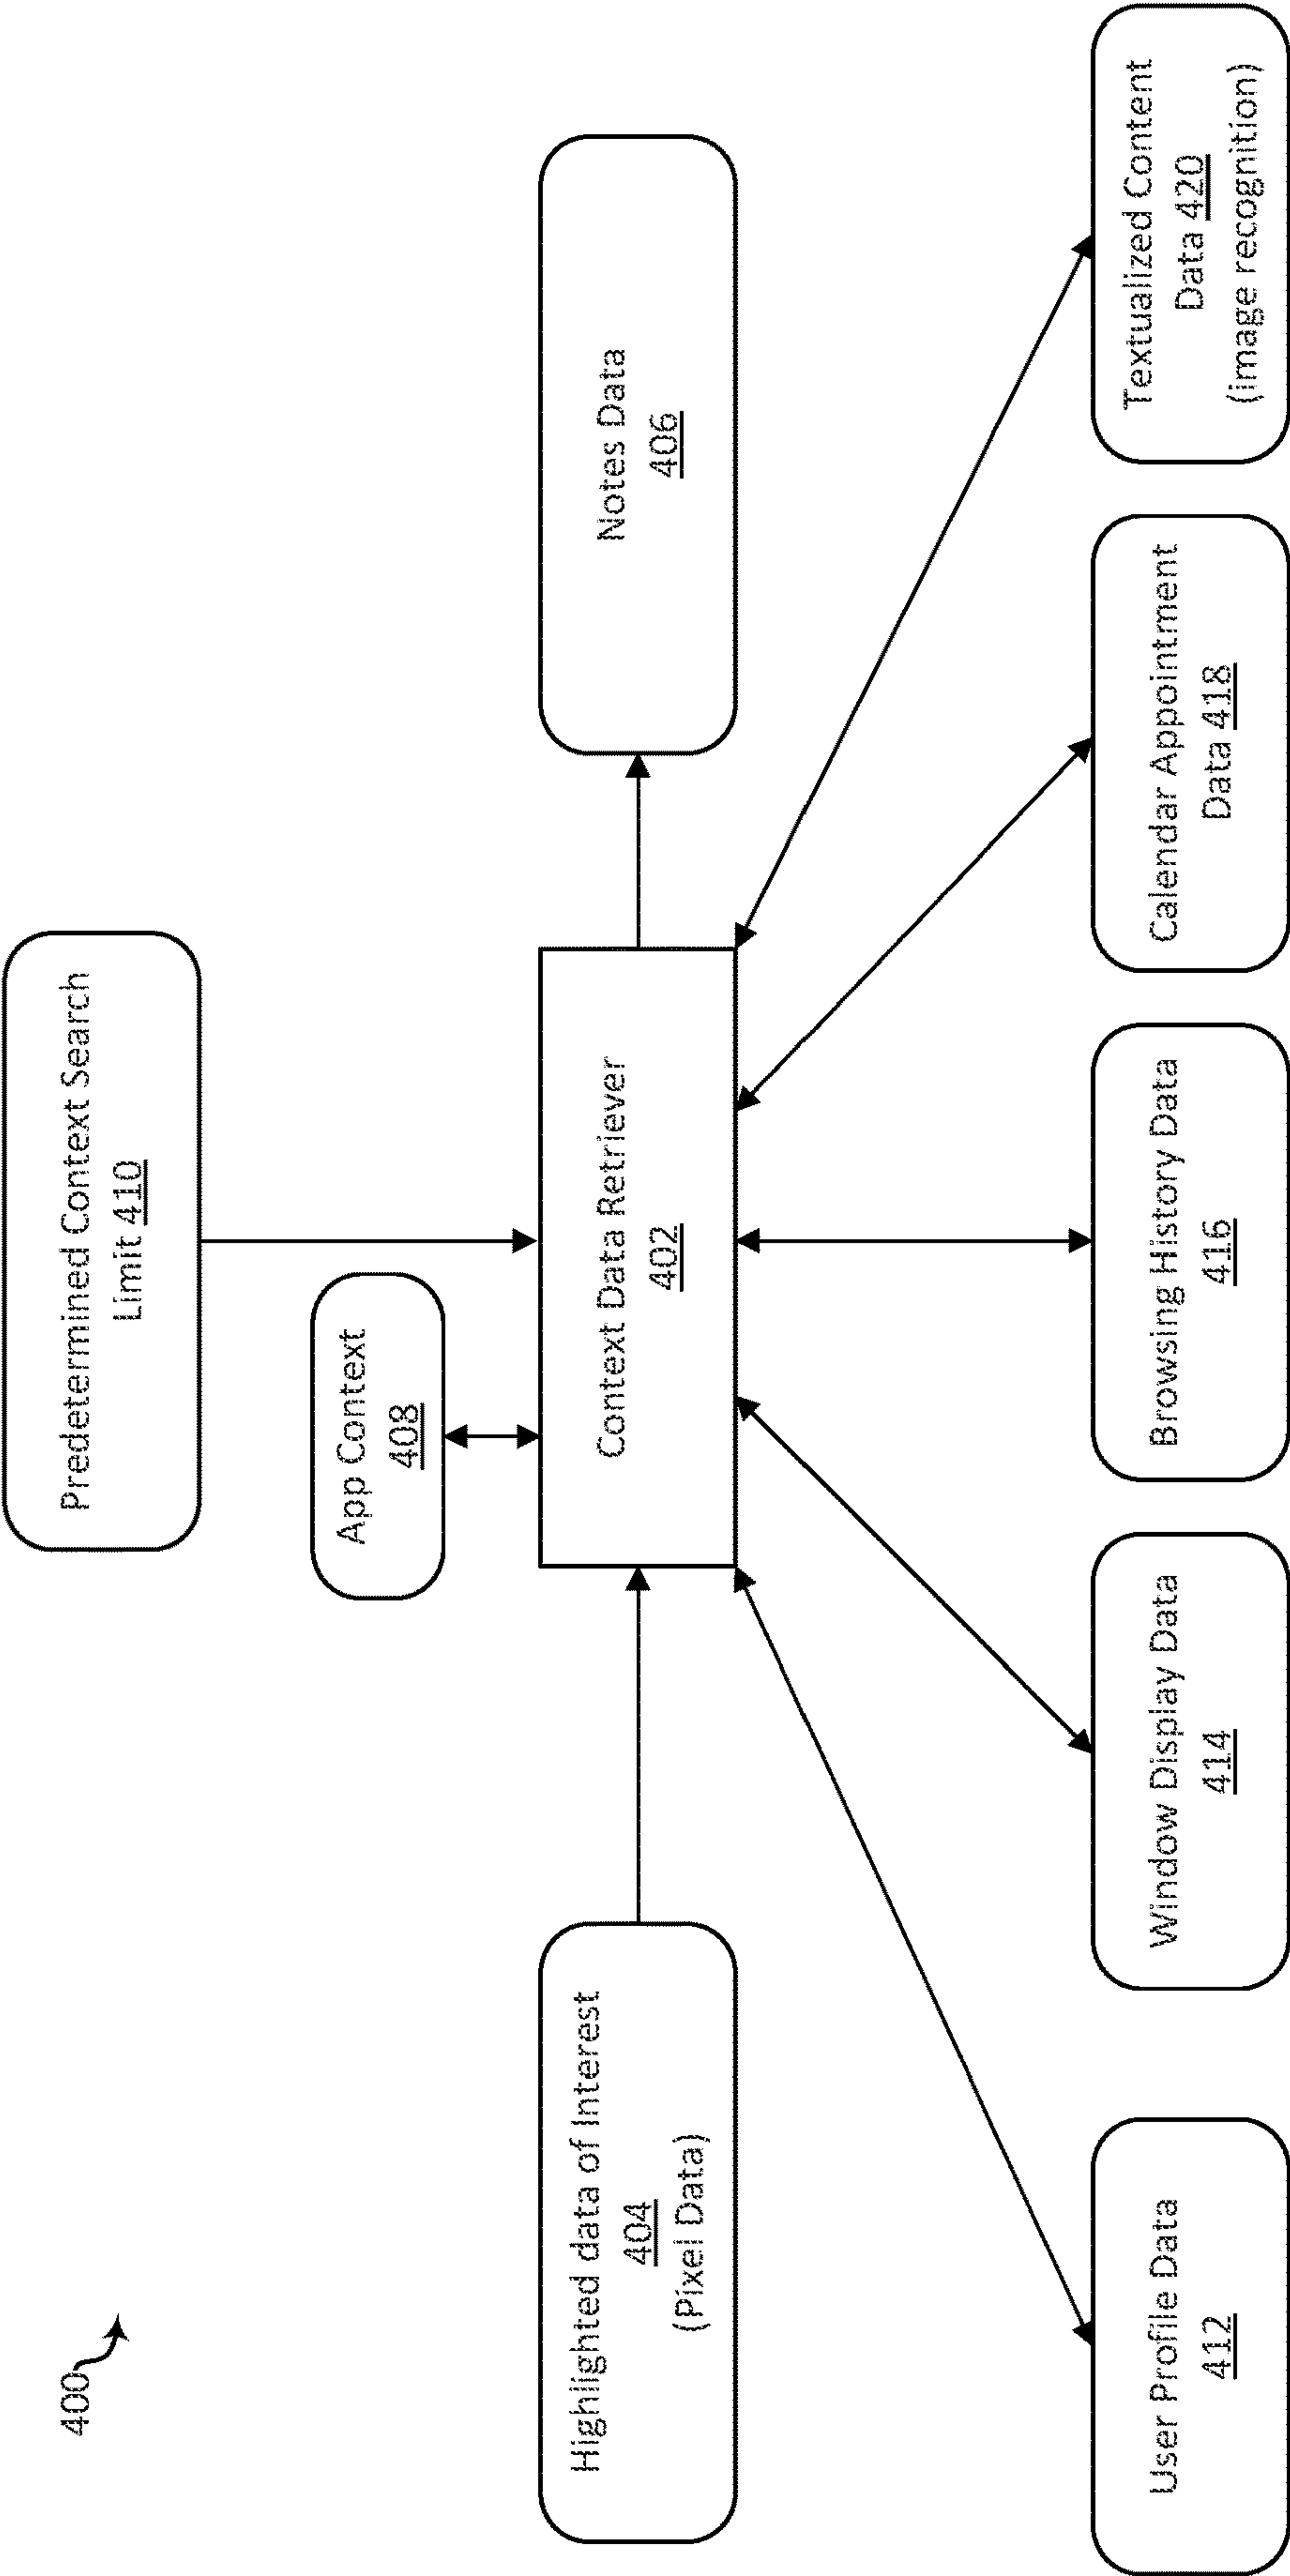 400
Predetermined Context Search
Limit 410
App Context
408
Highlighted data of Interest
404
(Pixel Data)
Context Data Retriever
402
Notes Data
406
User Profile Data
412
Window Display Data
414
Browsing History Data
416
Calendar Appointment
Data 418
Textualized Content
Data 420
(image recognition)